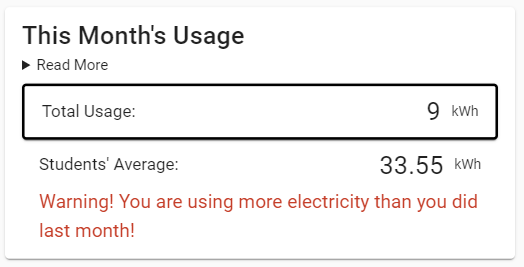 This Month's Usage
Read More
Total Usage: 9 kWh
Students' Average: 33.55 kWh
Warning! You are using more electricity than you did
last month!